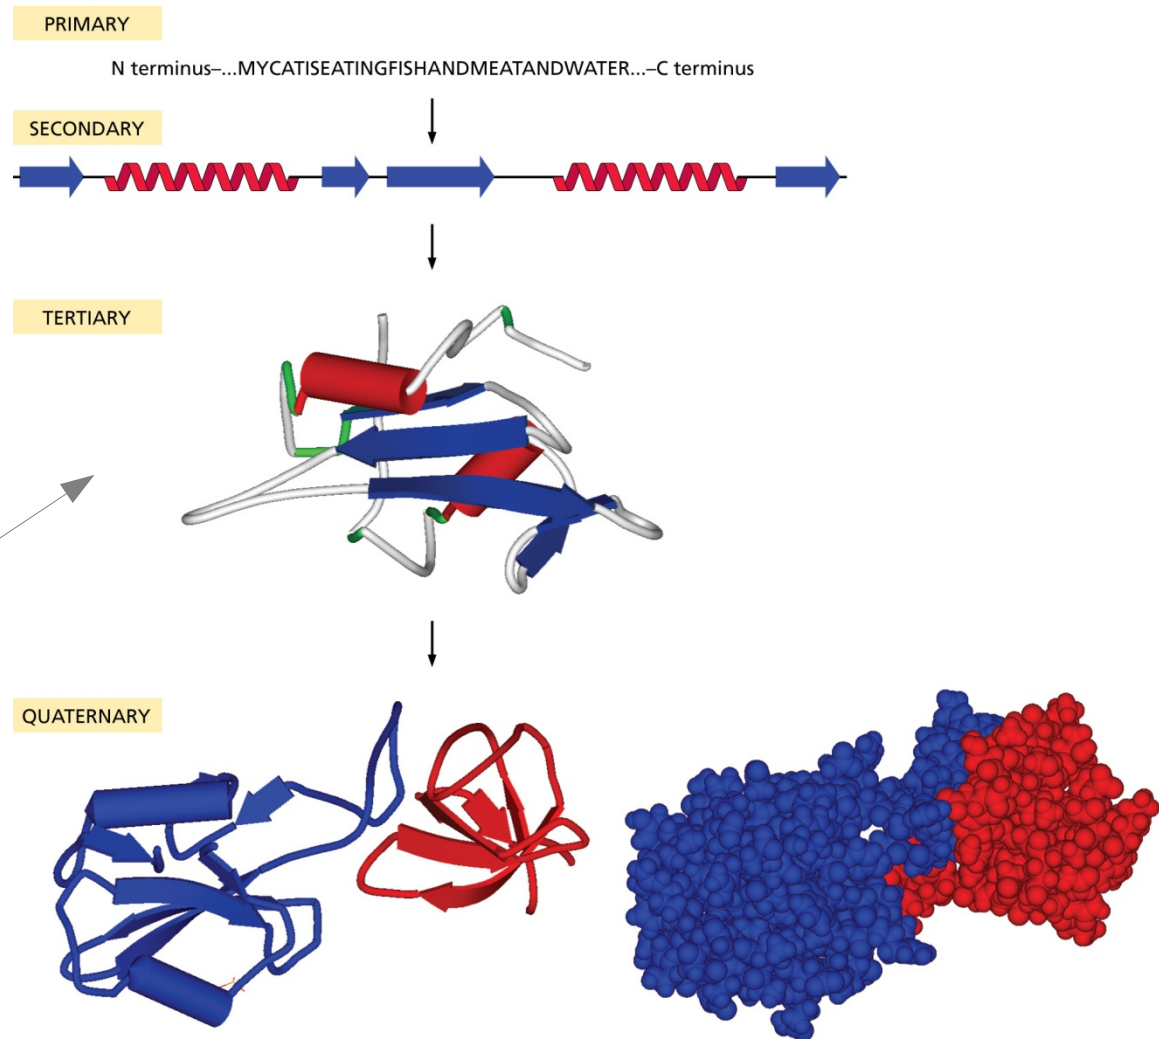 PRIMARY
N terminus–...MYCATISEATINGFISHANDMEATANDWATER...–C terminus
SECONDARY
TERTIARY
QUATERNARY